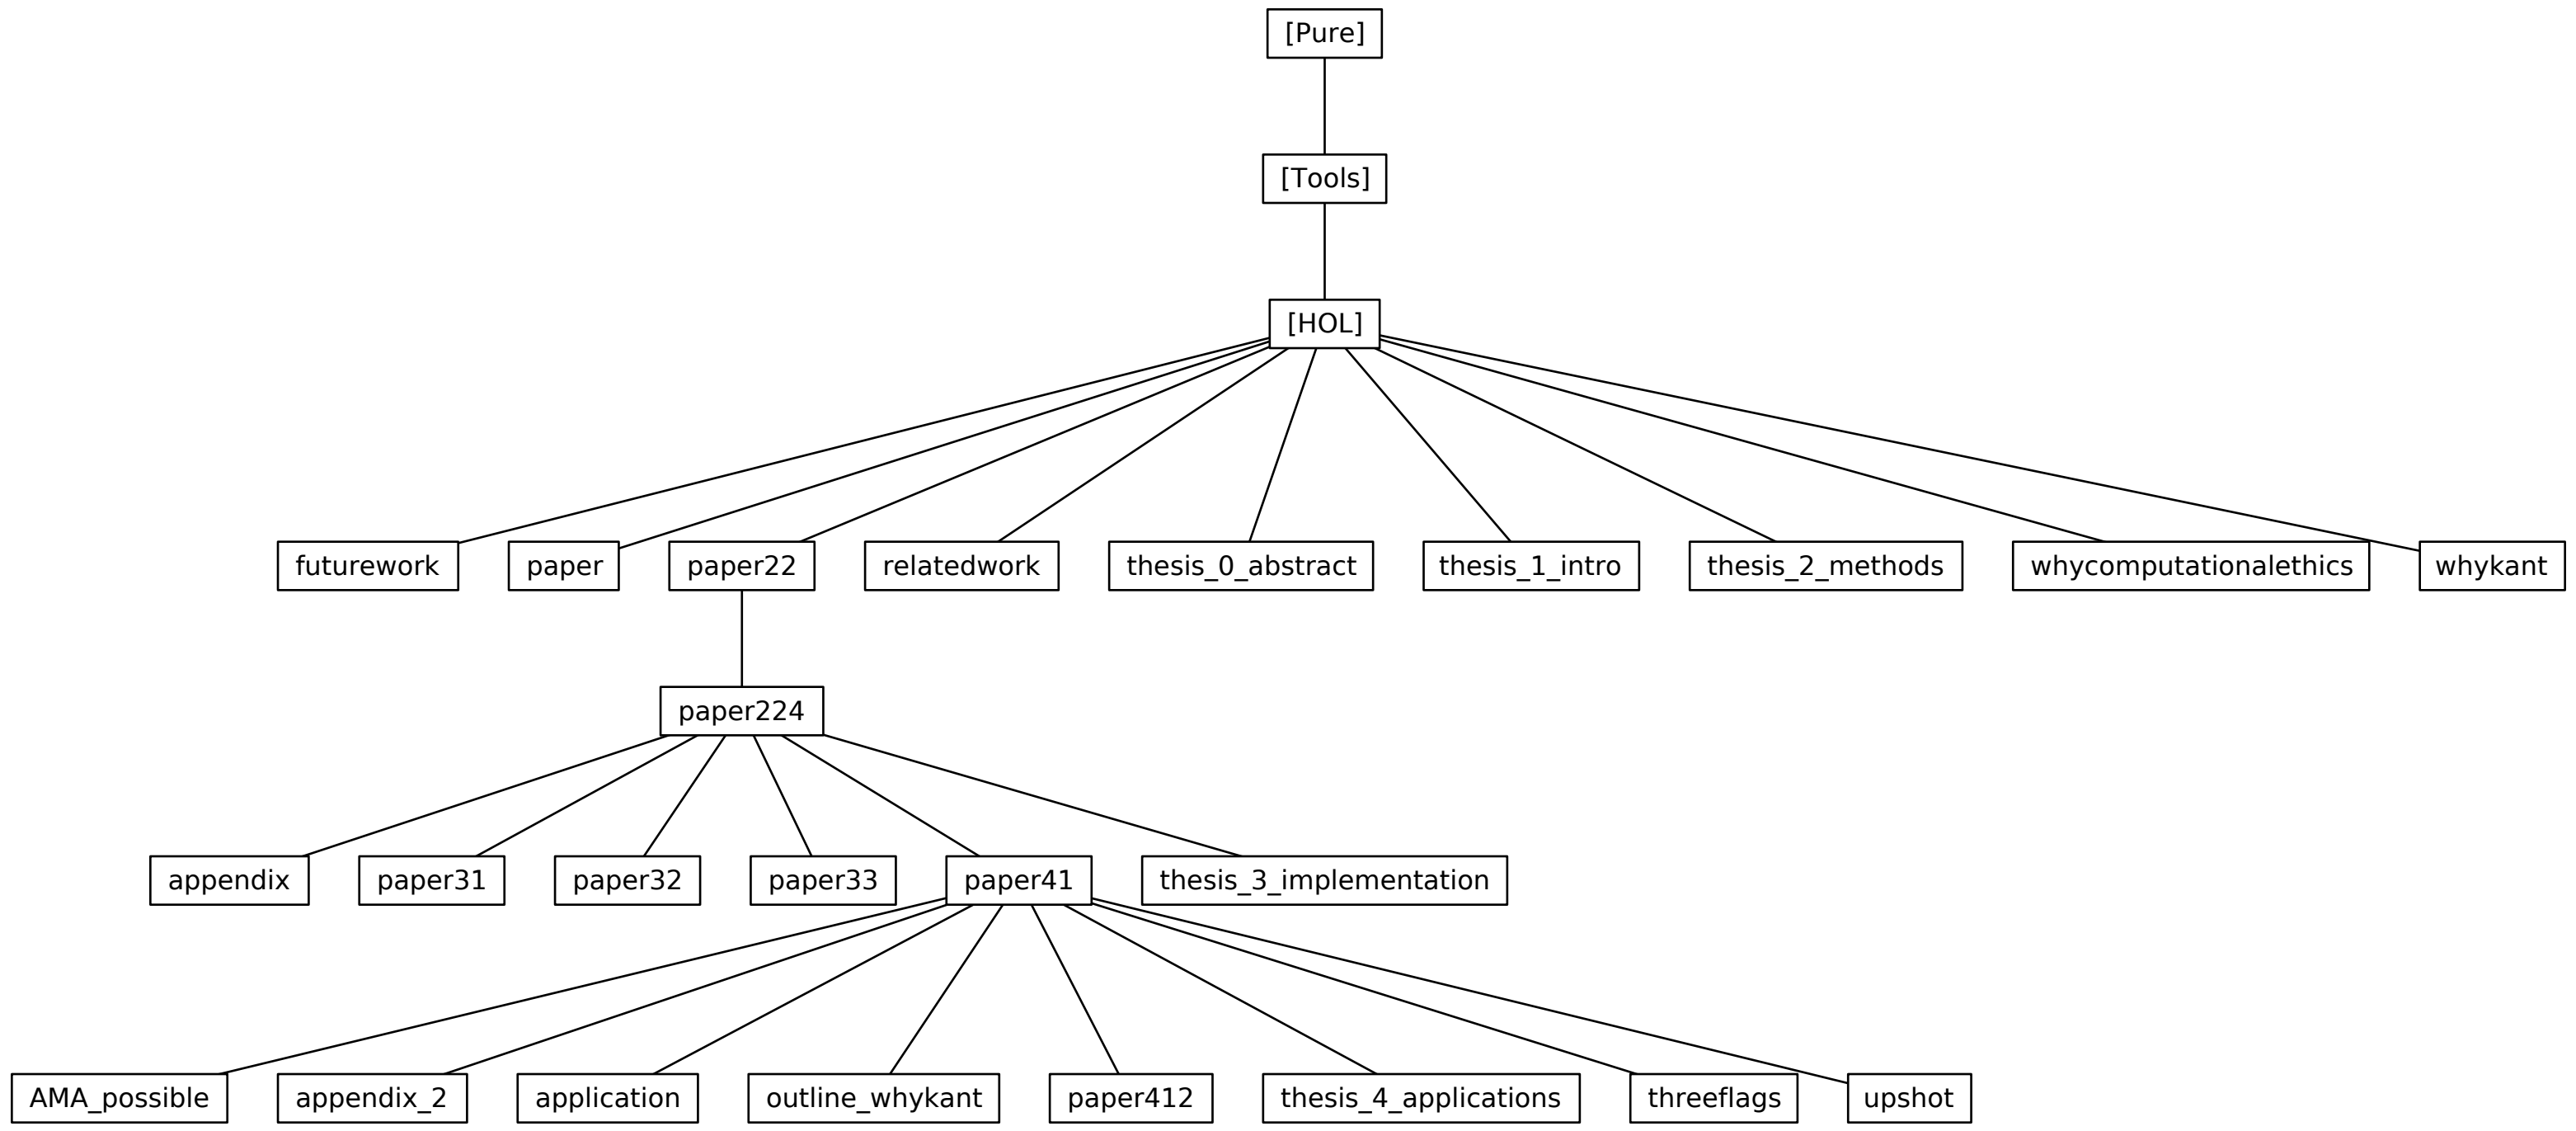 [Pure]
[Tools]
[HOL]
futurework paper paper22 relatedwork thesis_0_abstract thesis_1_intro thesis_2_methods whycomputationalethics whykant
paper224
appendix paper31 paper32 paper33 paper41 thesis_3_implementation
AMA_possible appendix_2 application outline_whykant paper412 thesis_4_applications threeflags upshot